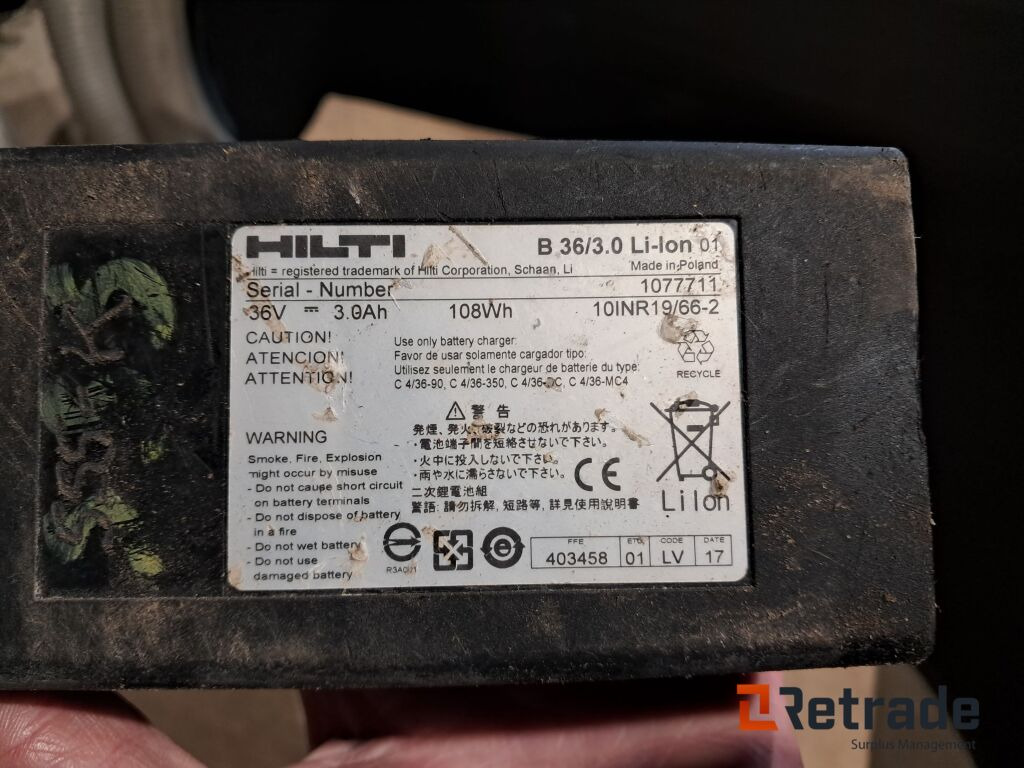 HILTI
B 36/3.0 Li-Ion 01
Hilti = registered trademark of Hilti Corporation, Schaan, Li
Made in Poland
Serial - Number
1077711
36V ⎓ 3.0Ah 108Wh 10INR19/66-2
CAUTION!
ATENCION!
ATTENTION!
Use only battery charger:
Favor de usar solamente cargador tipo:
Utilisez seulement le chargeur de batterie du type:
C 4/36-90, C 4/36-350, C 4/36-DC, C 4/36-MC4
RECYCLE
WARNING
Smoke, Fire, Explosion
might occur by misuse
- Do not cause short circuit
on battery terminals
- Do not dispose of battery
in a fire
- Do not wet battery
- Do not use
damaged battery
⚠ 警告
発煙、発火、破裂などの恐れがあります。
・電池端子間を短絡させないで下さい。
・火中に投入しないで下さい。
・雨や水に濡らさないで下さい。
二次鋰電池組
警語: 請勿拆解, 短路等, 詳見使用說明書
CE
Li Ion
FFE
403458
ETC
01
CODE
LV
DATE
17
Retrade
Surplus Management